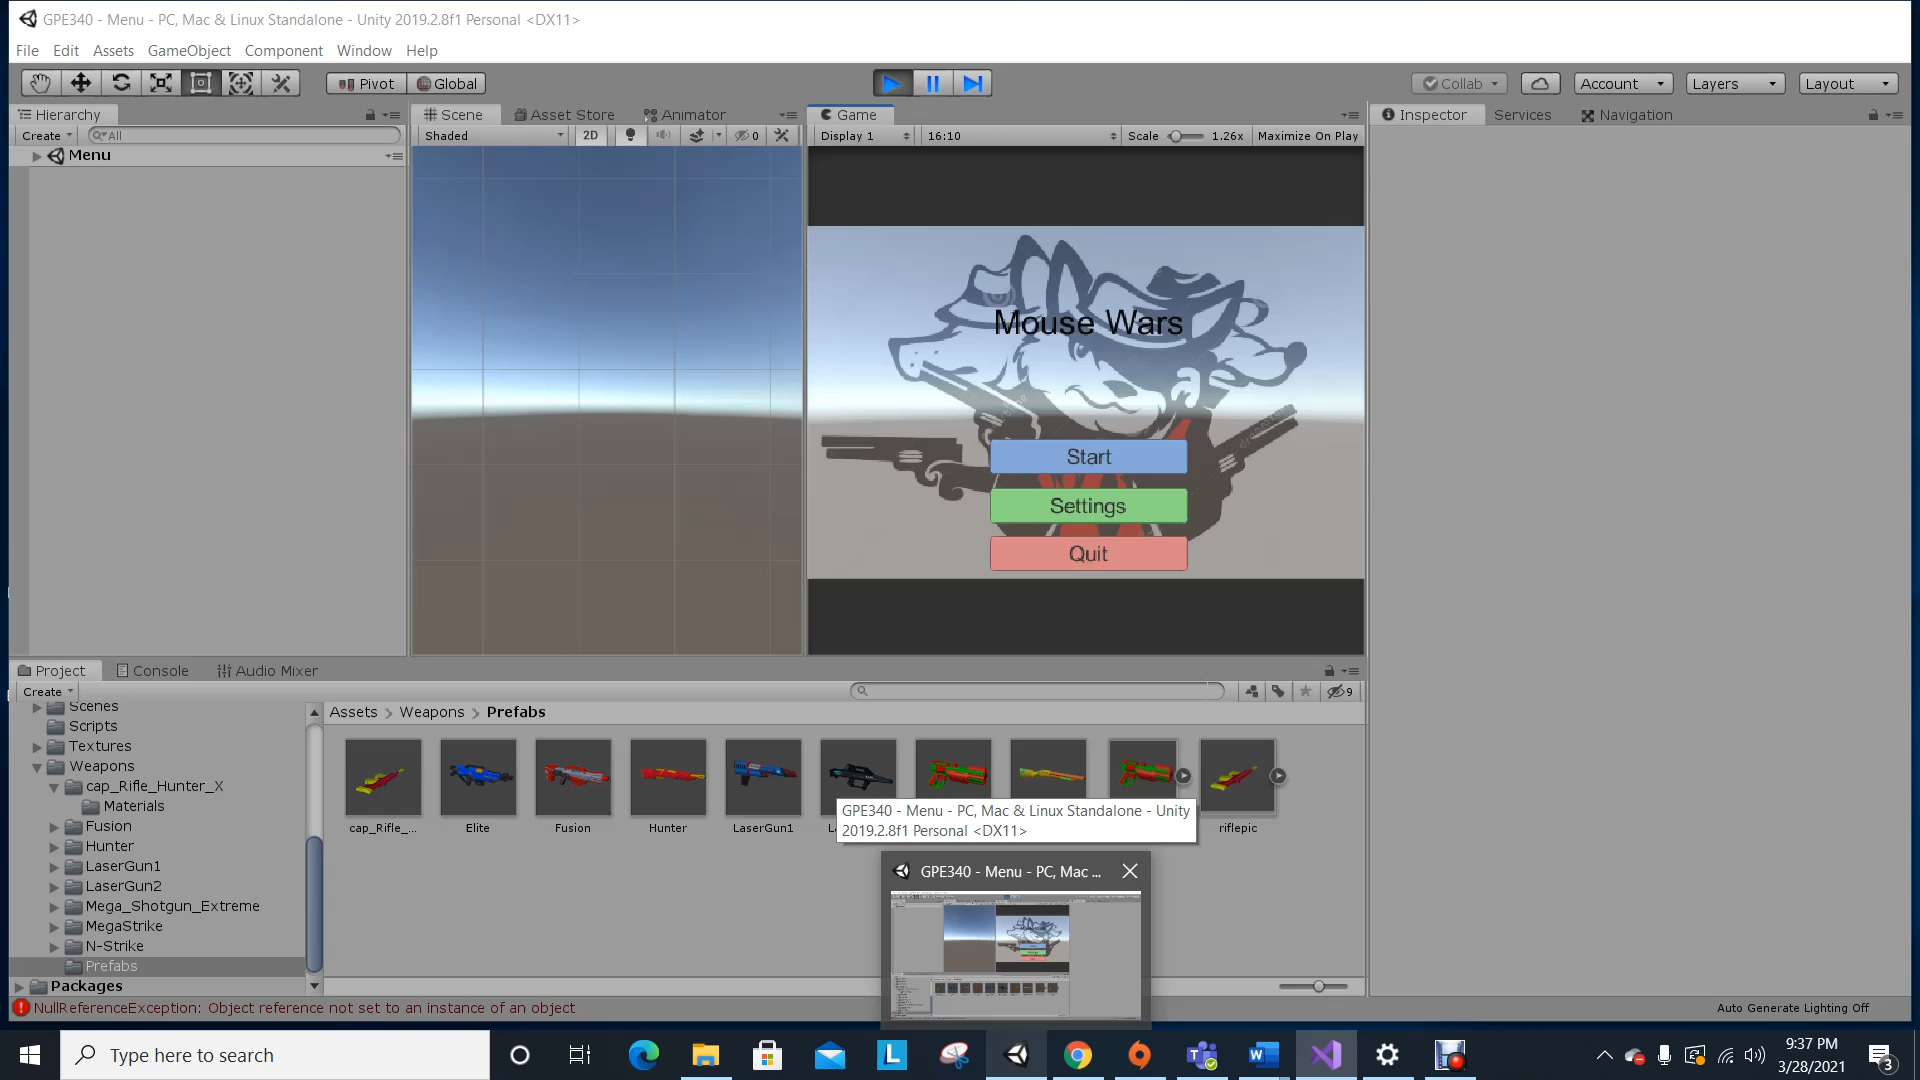 GPE340 - Menu - PC, Mac & Linux Standalone - Unity 2019.2.8f1 Personal <DX11>
File Edit Assets GameObject Component Window Help
Pivot Global Collab Account Layers Layout
Hierarchy
Create All
Menu
Scene Asset Store Animator
Shaded 2D 0
Game
Display 1 16:10 Scale 1.26x Maximize On Play
Inspector Services Navigation
Mouse Wars
Start
Settings
Quit
Project Console Audio Mixer
Create 9
Scenes
Scripts
Textures
Weapons
cap_Rifle_Hunter_X
Materials
Fusion
Hunter
LaserGun1
LaserGun2
Mega_Shotgun_Extreme
MegaStrike
N-Strike
Prefabs
Packages
Assets > Weapons > Prefabs
cap_Rifle_... Elite Fusion Hunter LaserGun1 riflepic
GPE340 - Menu - PC, Mac & Linux Standalone - Unity
2019.2.8f1 Personal <DX11>
GPE340 - Menu - PC, Mac ...
NullReferenceException: Object reference not set to an instance of an object
Auto Generate Lighting Off
Type here to search
9:37 PM
3/28/2021
3